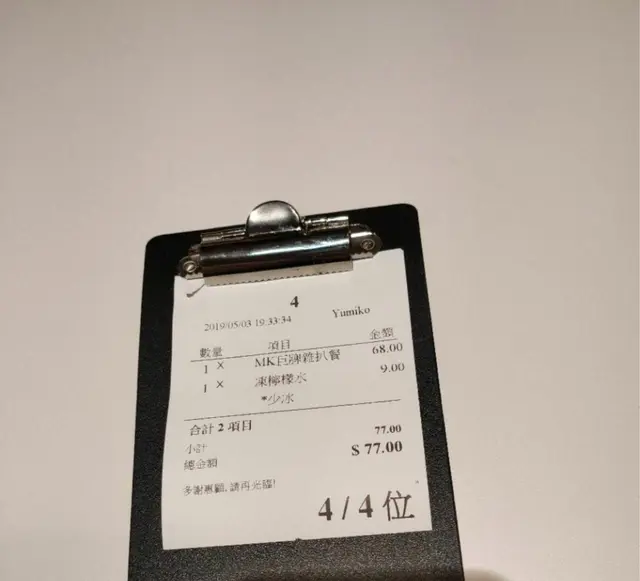 4
2019/05/03 19:33:34 Yumiko
數量 項目 金額
1 × MK巨牌雜扒餐 68.00
1 × 凍檸檬水 9.00
*少冰
合計 2 項目
小計 77.00
總金額 $ 77.00
多謝惠顧,請再光臨!
4 / 4 位